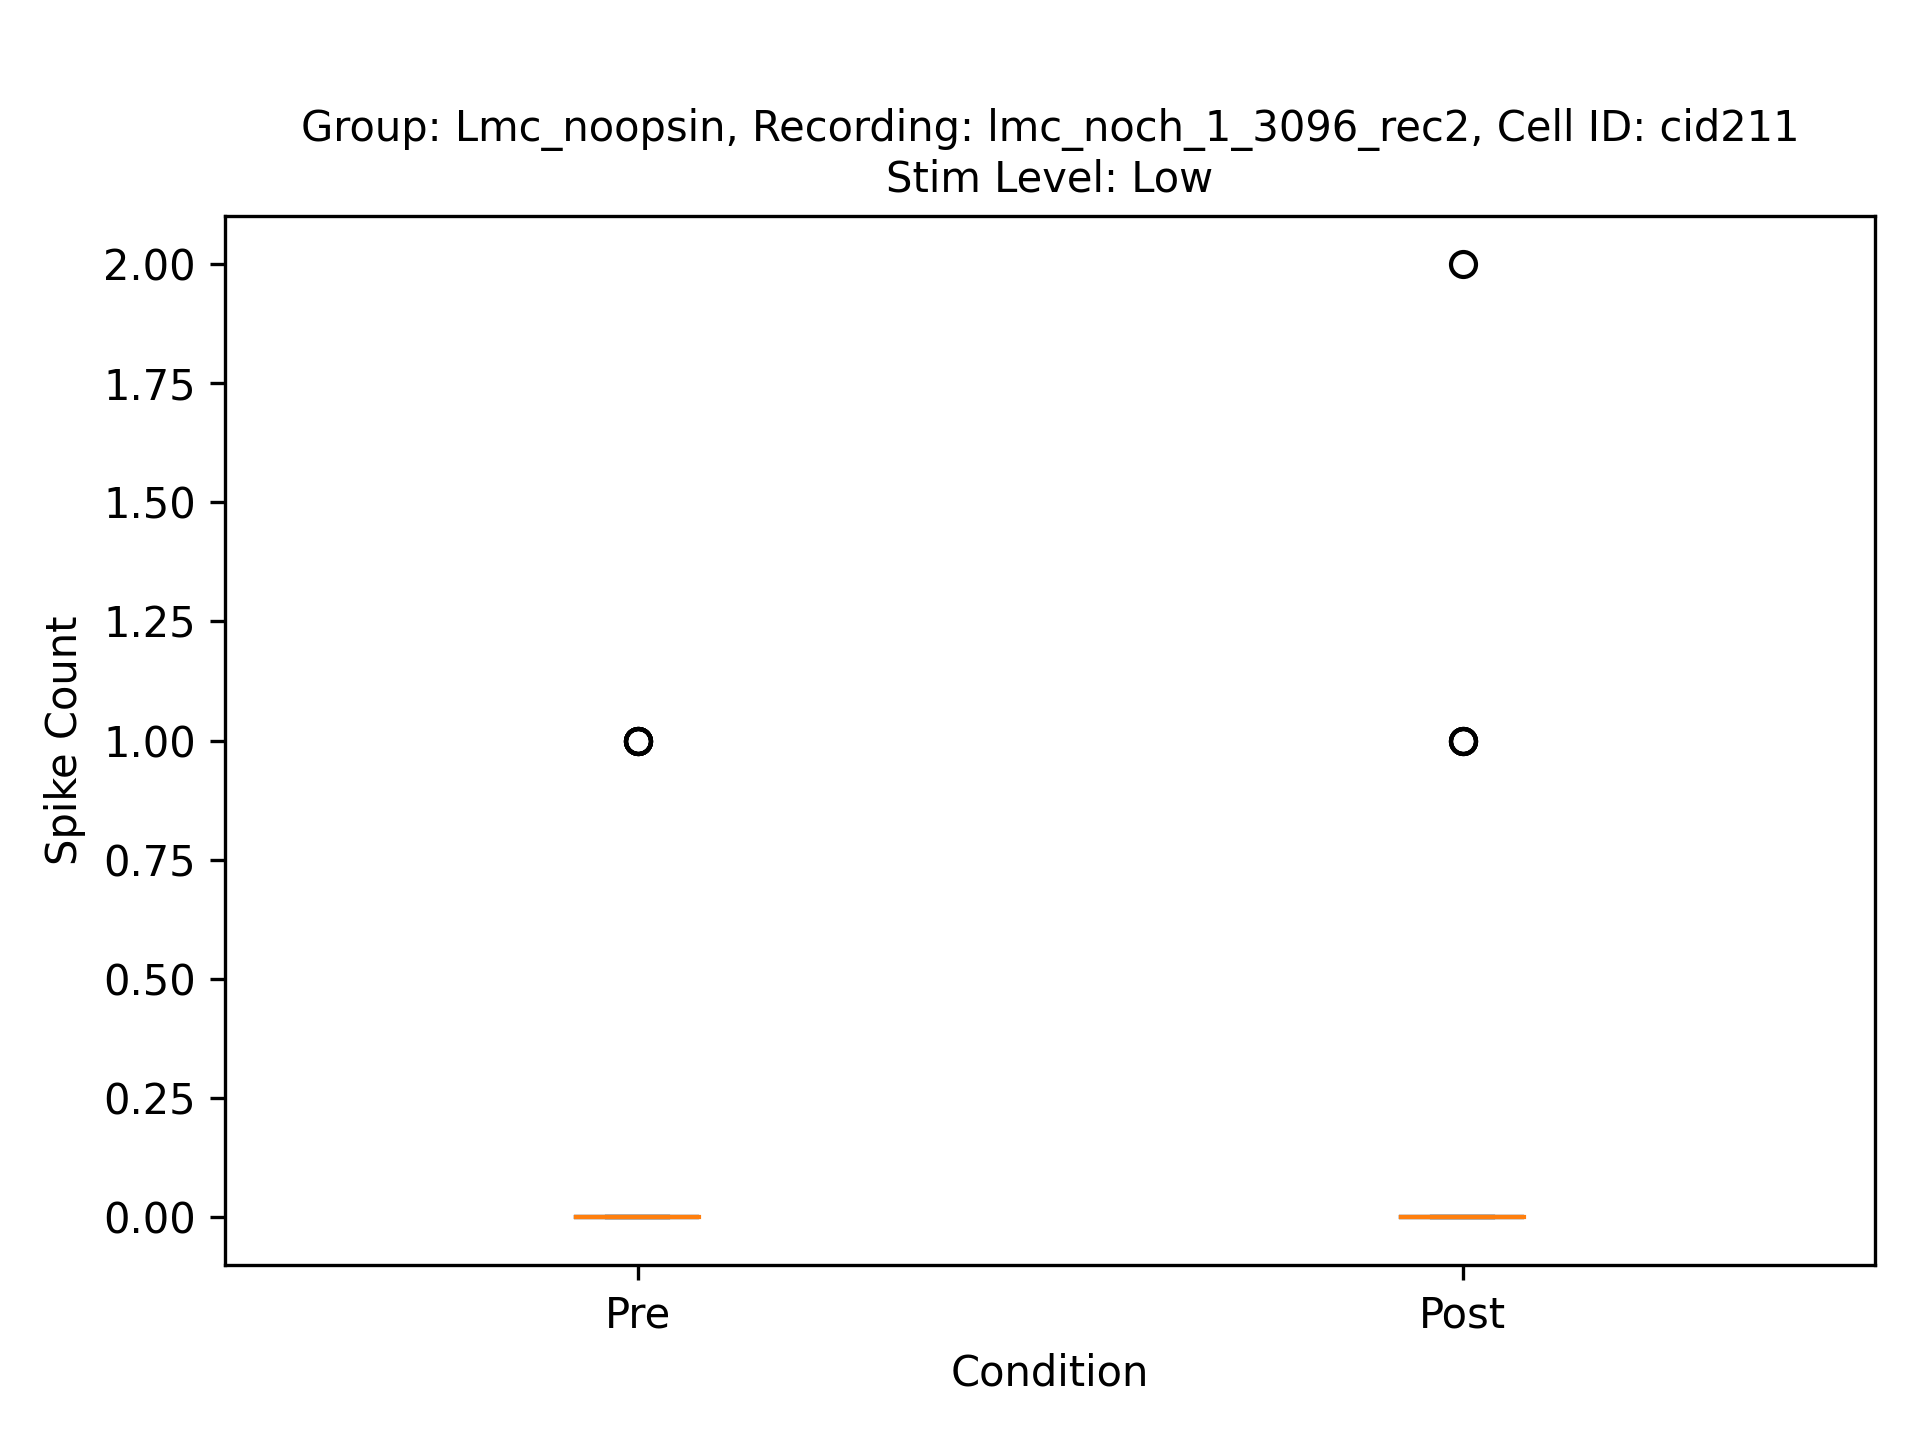 Group: Lmc_noopsin, Recording: lmc_noch_1_3096_rec2, Cell ID: cid211
Stim Level: Low
2.00
1.75
1.50
1.25
1.00
0.75
0.50
0.25
0.00
Spike Count
Pre
Post
Condition